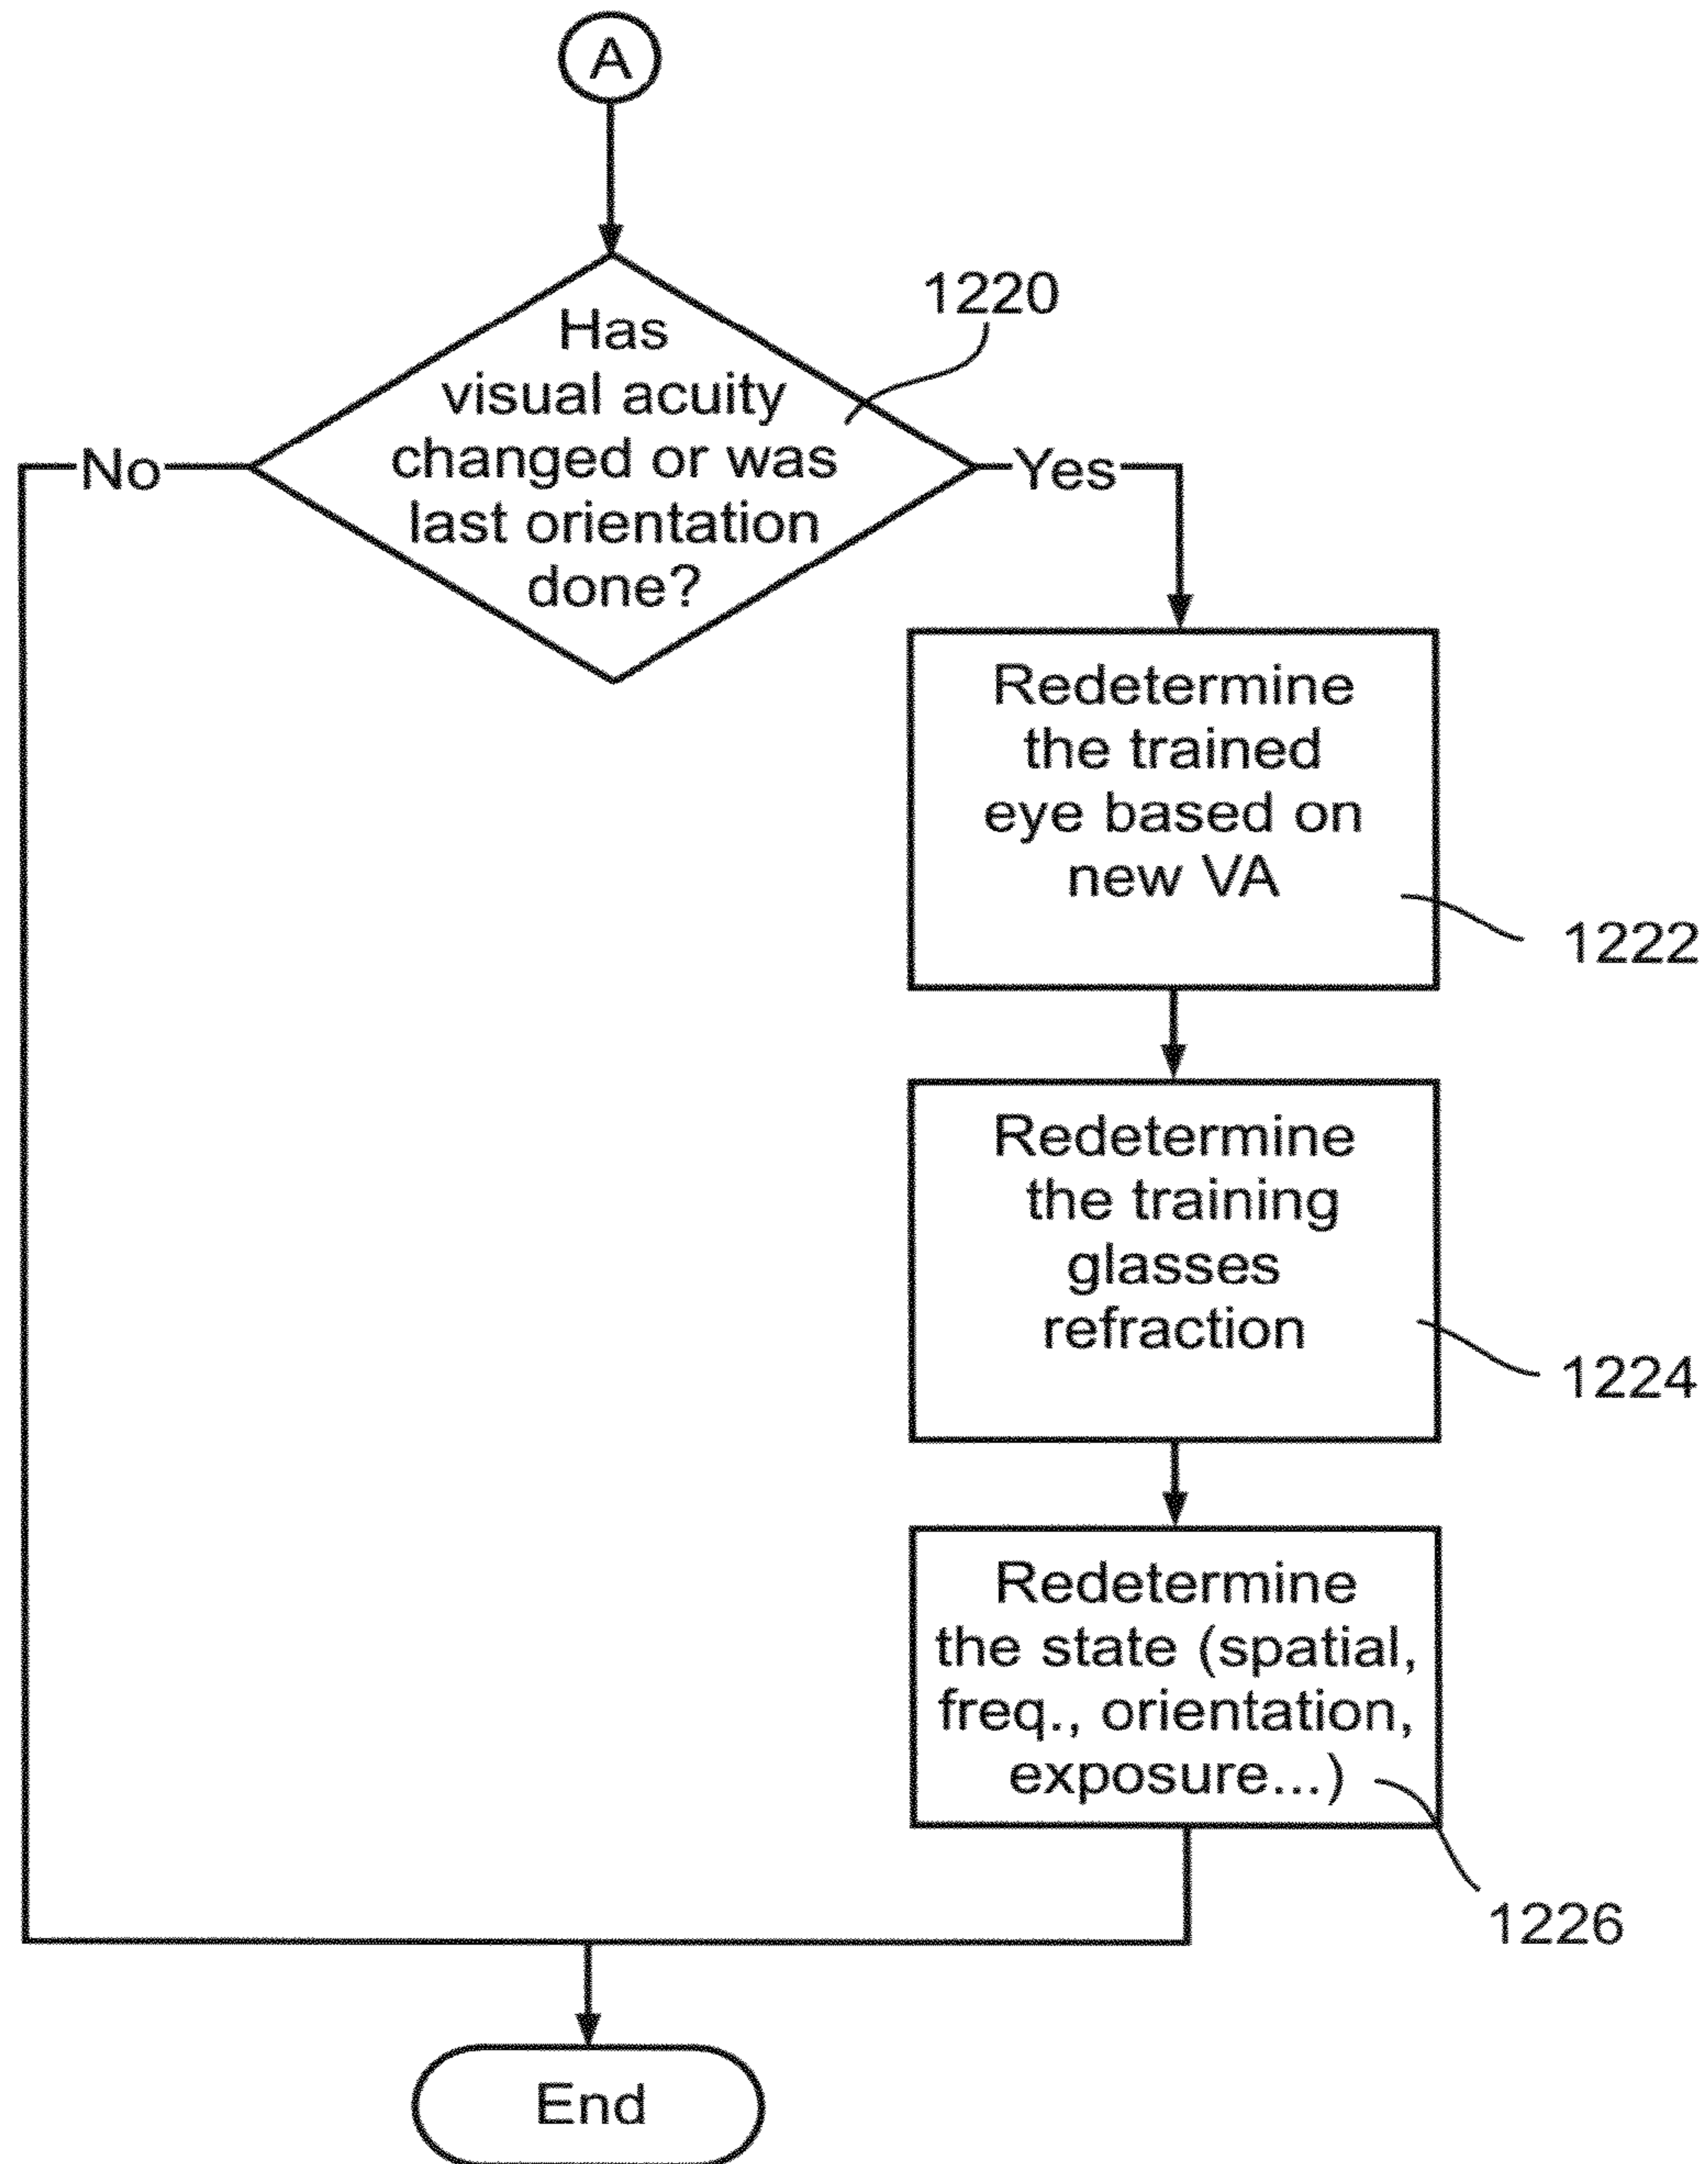 A
1220
Has
visual acuity
changed or was
last orientation
done?
No
Yes
Redetermine
the trained
eye based on
new VA
1222
Redetermine
the training
glasses
refraction
1224
Redetermine
the state (spatial,
freq., orientation,
exposure...)
1226
End